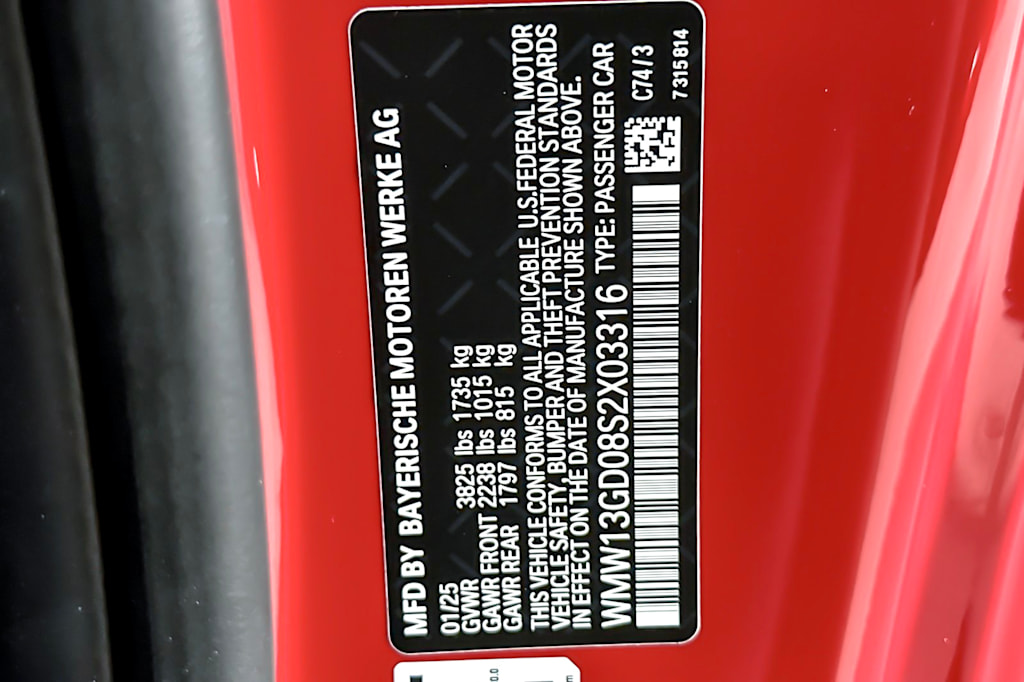 MFD BY BAYERISCHE MOTOREN WERKE AG
01/25
GVWR 3825 lbs 1735 kg
GAWR FRONT 2238 lbs 1015 kg
GAWR REAR 1797 lbs 815 kg
THIS VEHICLE CONFORMS TO ALL APPLICABLE U.S.FEDERAL MOTOR
VEHICLE SAFETY, BUMPER AND THEFT PREVENTION STANDARDS
IN EFFECT ON THE DATE OF MANUFACTURE SHOWN ABOVE.
WMW13GD08S2X03316 TYPE: PASSENGER CAR
C74/3
7315814